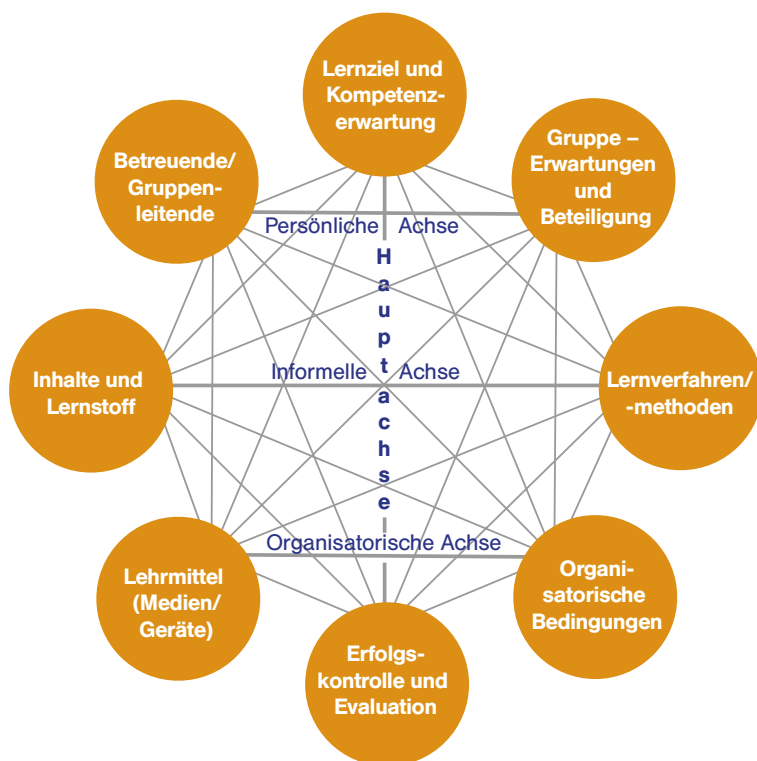 Lernziel und
Kompetenz-
erwartung
Gruppe –
Erwartungen
und
Beteiligung
Betreuende/
Gruppen-
leitende
Persönliche Achse
Hauptachse
Inhalte und
Lernstoff
Informelle Achse
Lernverfahren/
-methoden
Organisatorische Achse
Lehrmittel
(Medien/
Geräte)
Organi-
satorische
Bedingungen
Erfolgs-
kontrolle und
Evaluation